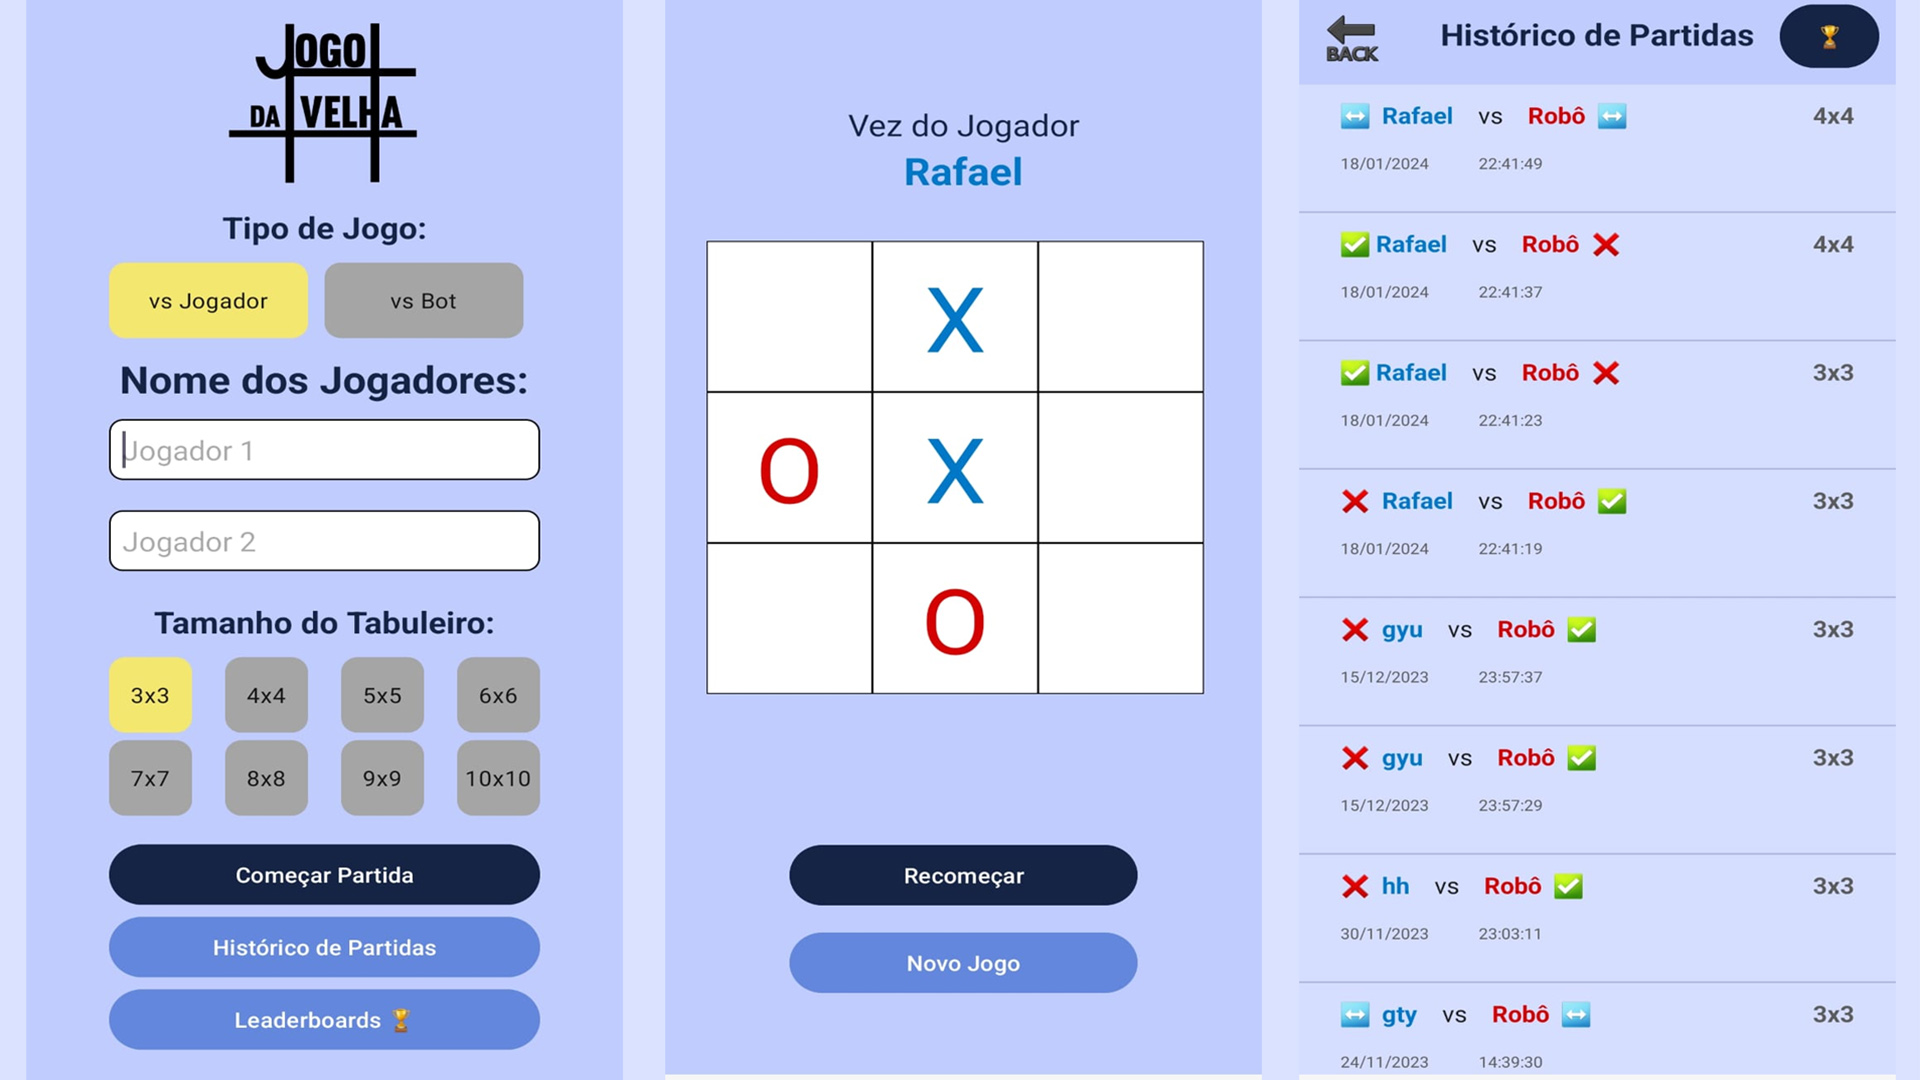 JOGO
DA VELHA
Tipo de Jogo:
vs Jogador
vs Bot
Nome dos Jogadores:
Jogador 1
Jogador 2
Tamanho do Tabuleiro:
3x3 4x4 5x5 6x6
7x7 8x8 9x9 10x10
Começar Partida
Histórico de Partidas
Leaderboards 🏆
Vez do Jogador
Rafael
X
O X
O
Recomeçar
Novo Jogo
BACK
Histórico de Partidas 🏆
↔️ Rafael vs Robô ↔️ 4x4
18/01/2024 22:41:49
✅ Rafael vs Robô ❌ 4x4
18/01/2024 22:41:37
✅ Rafael vs Robô ❌ 3x3
18/01/2024 22:41:23
❌ Rafael vs Robô ✅ 3x3
18/01/2024 22:41:19
❌ gyu vs Robô ✅ 3x3
15/12/2023 23:57:37
❌ gyu vs Robô ✅ 3x3
15/12/2023 23:57:29
❌ hh vs Robô ✅ 3x3
30/11/2023 23:03:11
↔️ gty vs Robô ↔️ 3x3
24/11/2023 14:39:30